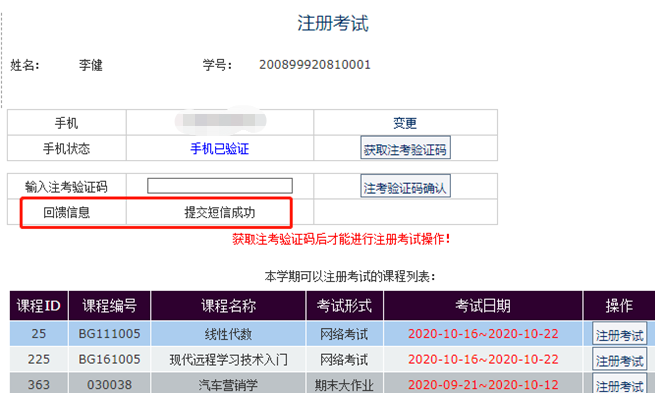 注册考试
姓名: 李健 学号: 200899920810001
手机 变更
手机状态 手机已验证 获取注考验证码
输入注考验证码 注考验证码确认
回馈信息 提交短信成功
获取注考验证码后才能进行注册考试操作!
本学期可以注册考试的课程列表:
课程ID 课程编号 课程名称 考试形式 考试日期 操作
25 BG111005 线性代数 网络考试 2020-10-16~2020-10-22 注册考试
225 BG161005 现代远程学习技术入门 网络考试 2020-10-16~2020-10-22 注册考试
363 030038 汽车营销学 期末大作业 2020-09-21~2020-10-12 注册考试